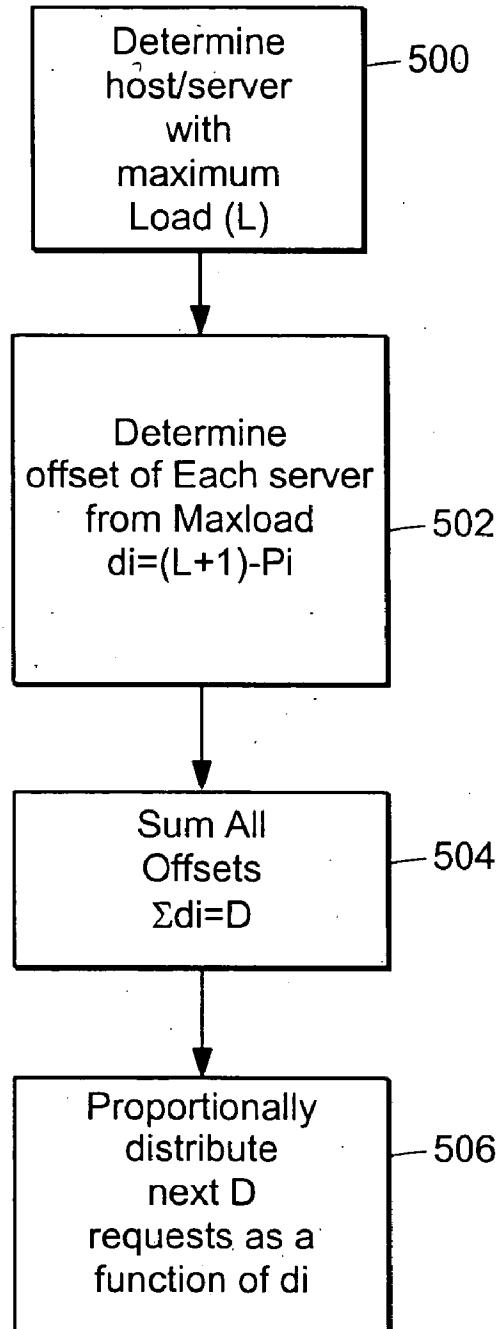 Determine
host/server
with
maximum
Load (L)
500
Determine
offset of Each server
from Maxload
di=(L+1)-Pi
502
Sum All
Offsets
Σdi=D
504
Proportionally
distribute
next D
requests as a
function of di
506